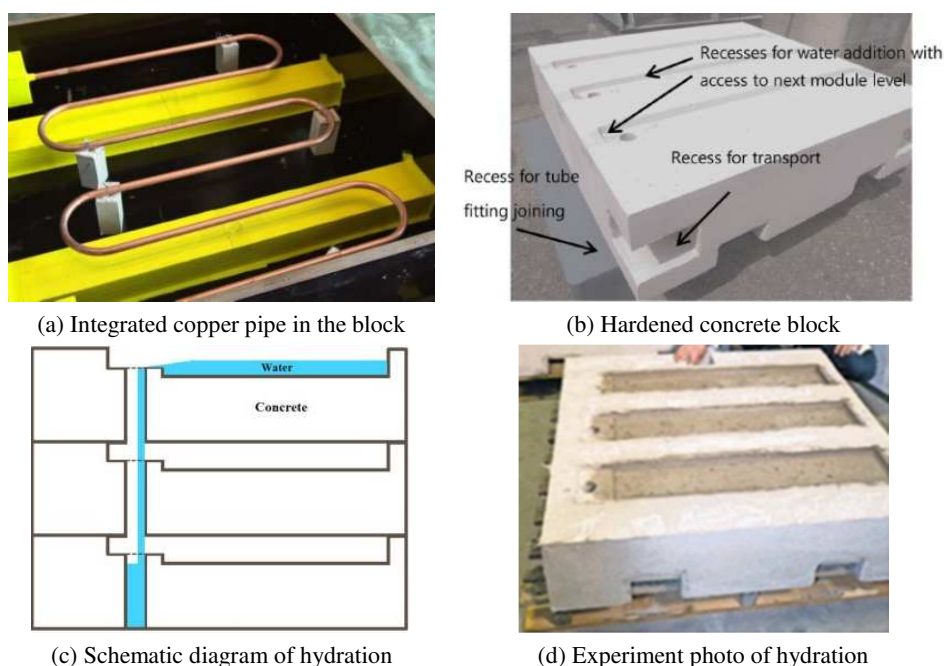 Recesses for water addition with
access to next module level
Recess for transport
Recess for tube
fitting joining
(a) Integrated copper pipe in the block
(b) Hardened concrete block
Water
Concrete
(c) Schematic diagram of hydration
(d) Experiment photo of hydration